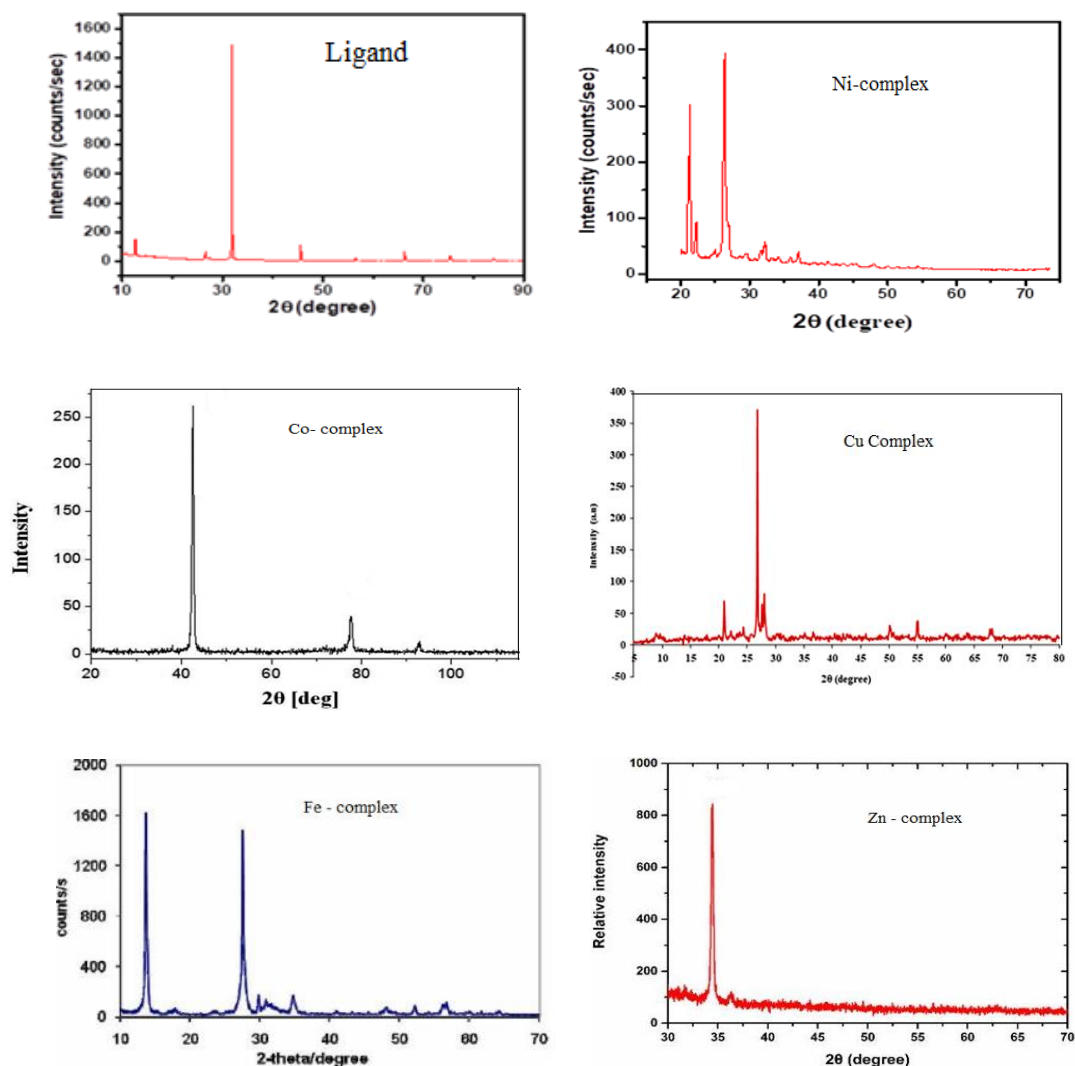 Ligand
Intensity (counts/sec)
1600
1400
1200
1000
800
600
400
200
0
10 30 50 70 90
2θ (degree)
Ni-complex
Intensity (counts/sec)
400
300
200
100
0
20 30 40 50 60 70
2θ (degree)
Co- complex
Intensity
250
200
150
100
50
0
20 40 60 80 100
2θ [deg]
Cu Complex
Intensity (a.u)
400
350
300
250
200
150
100
50
0
-50
5 10 15 20 25 30 35 40 45 50 55 60 65 70 75 80
2θ (degree)
Fe - complex
counts/s
2000
1600
1200
800
400
0
10 20 30 40 50 60 70
2-theta/degree
Zn - complex
Relative intensity
1000
800
600
400
200
0
30 35 40 45 50 55 60 65 70
2θ (degree)